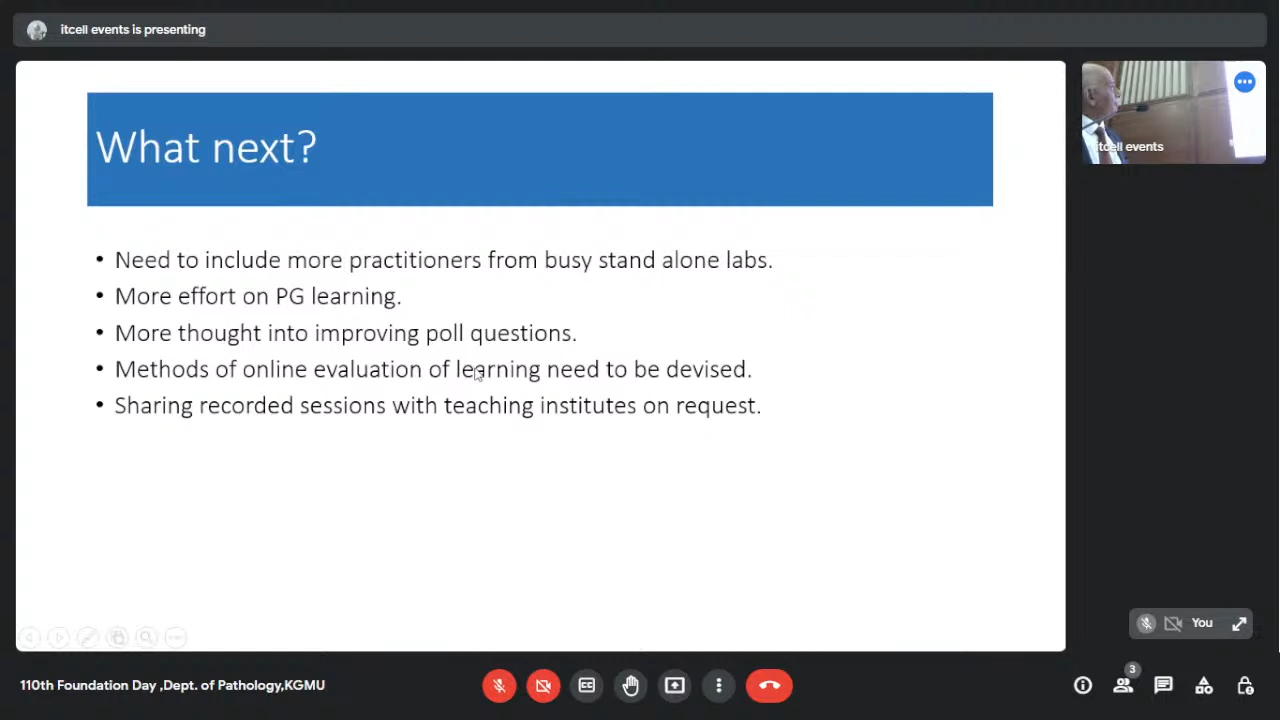 itcell events is presenting
What next?
• Need to include more practitioners from busy stand alone labs.
• More effort on PG learning.
• More thought into improving poll questions.
• Methods of online evaluation of learning need to be devised.
• Sharing recorded sessions with teaching institutes on request.
itcell events
You
110th Foundation Day ,Dept. of Pathology,KGMU
CC
3